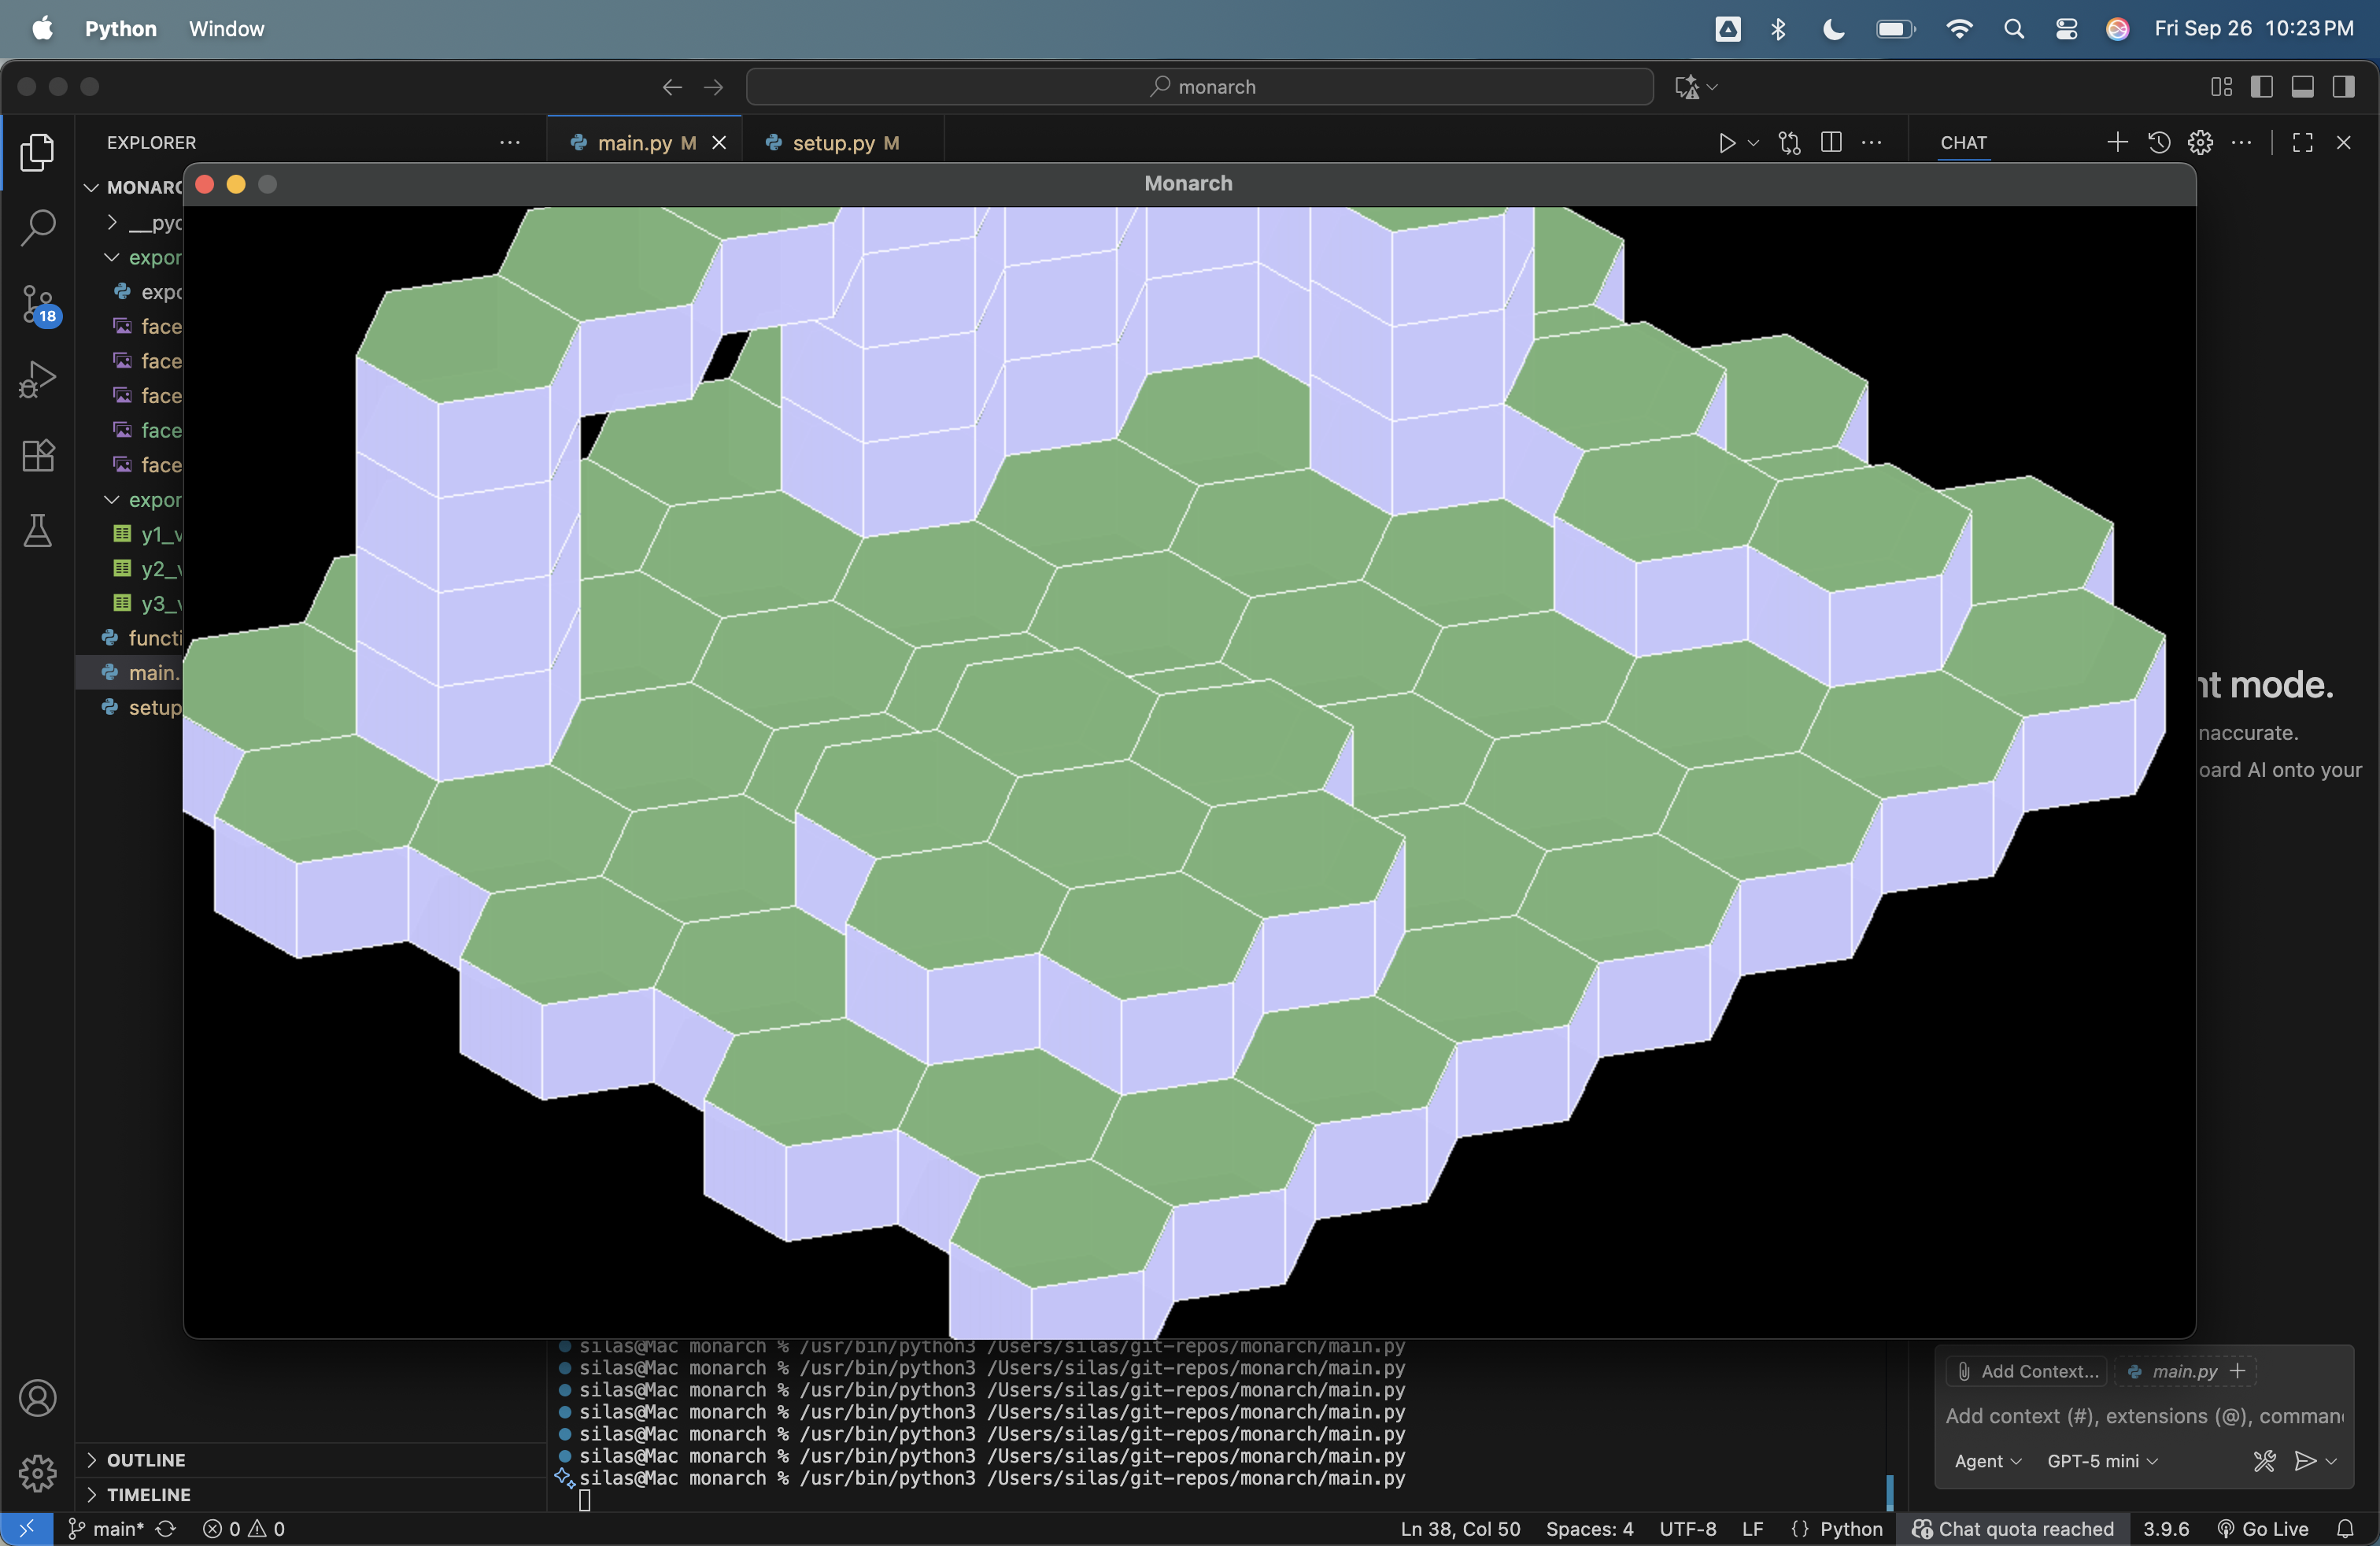 Python Window Fri Sep 26 10:23 PM
monarch
EXPLORER main.py M setup.py M CHAT
MONARC
Monarch
__pyc
expor
expo
face
face
face
face
face
expor
y1_v
y2_v
y3_v
functi
main.
setup
18
nt mode.
naccurate.
oard AI onto your
silas@Mac monarch % /usr/bin/python3 /Users/silas/git-repos/monarch/main.py
silas@Mac monarch % /usr/bin/python3 /Users/silas/git-repos/monarch/main.py
silas@Mac monarch % /usr/bin/python3 /Users/silas/git-repos/monarch/main.py
silas@Mac monarch % /usr/bin/python3 /Users/silas/git-repos/monarch/main.py
silas@Mac monarch % /usr/bin/python3 /Users/silas/git-repos/monarch/main.py
silas@Mac monarch % /usr/bin/python3 /Users/silas/git-repos/monarch/main.py
silas@Mac monarch % /usr/bin/python3 /Users/silas/git-repos/monarch/main.py
Add Context... main.py +
Add context (#), extensions (@), comman
Agent GPT-5 mini
OUTLINE
TIMELINE
main* 0 0 Ln 38, Col 50 Spaces: 4 UTF-8 LF {} Python Chat quota reached 3.9.6 Go Live